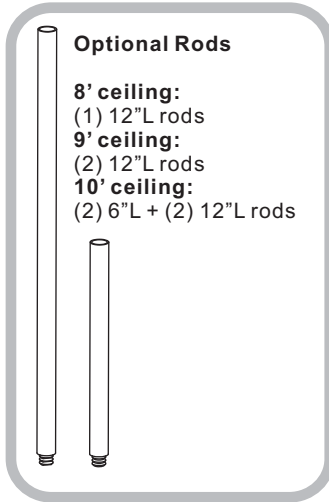 Optional Rods
8’ ceiling:
(1) 12”L rods
9’ ceiling:
(2) 12”L rods
10’ ceiling:
(2) 6”L + (2) 12”L rods